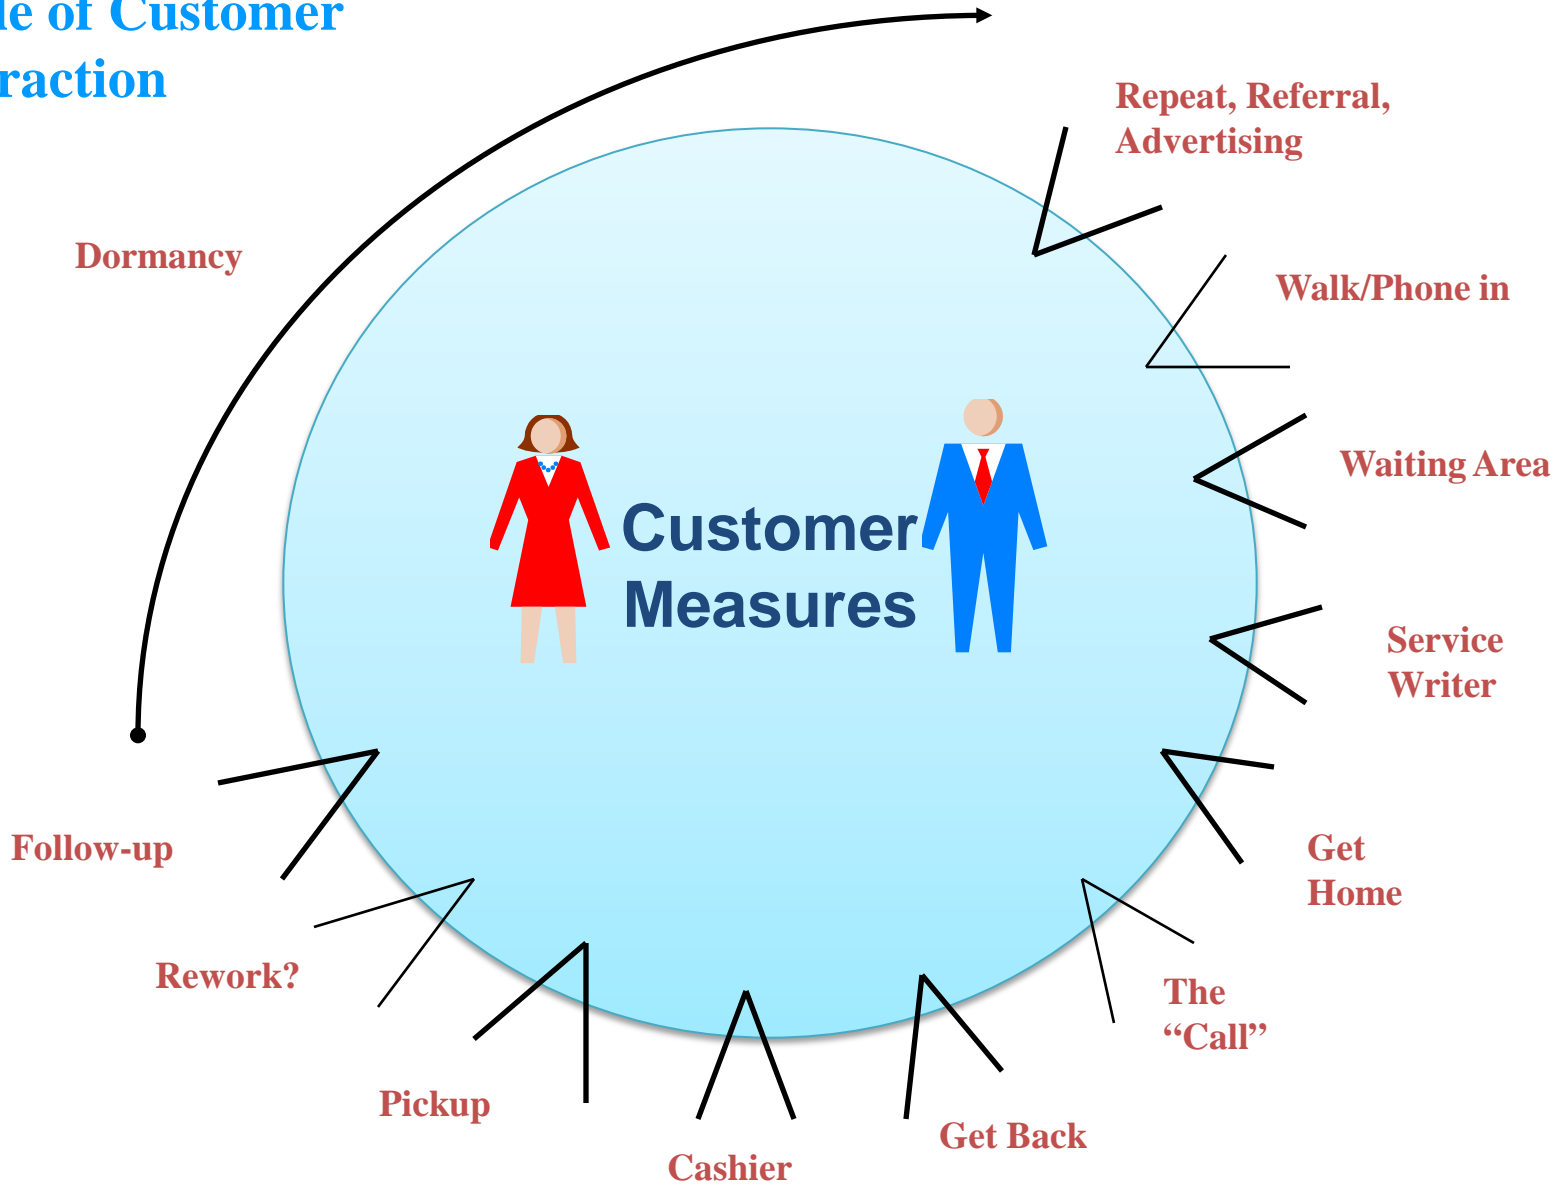 le of Customer
raction
Repeat, Referral,
Advertising
Dormancy
Walk/Phone in
Waiting Area
Customer
Measures
Service
Writer
Follow-up
Get
Home
Rework?
The
“Call”
Pickup
Get Back
Cashier